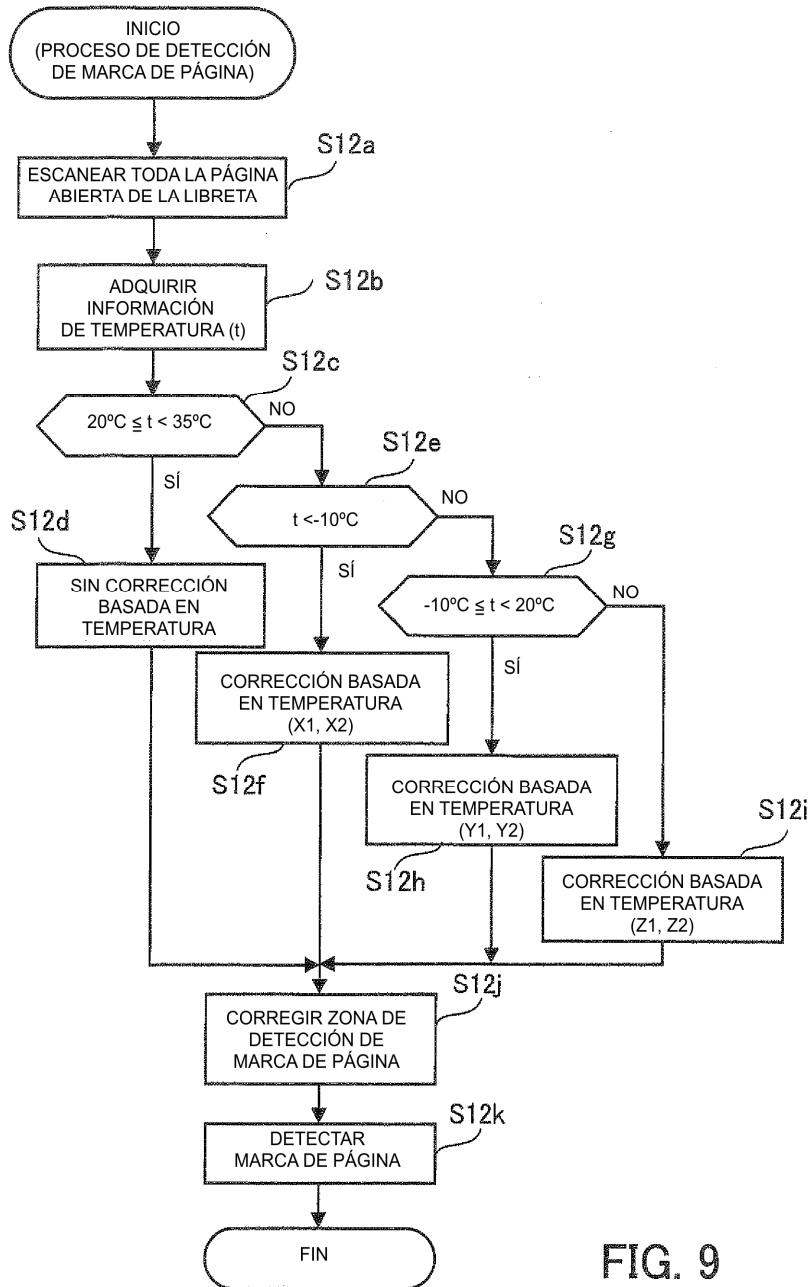 INICIO
(PROCESO DE DETECCIÓN
DE MARCA DE PÁGINA)
S12a
ESCANEAR TODA LA PÁGINA
ABIERTA DE LA LIBRETA
S12b
ADQUIRIR
INFORMACIÓN
DE TEMPERATURA (t)
S12c
20ºC ≦ t < 35ºC
NO
SÍ
S12e
t <-10ºC
NO
SÍ
S12d
SIN CORRECCIÓN
BASADA EN
TEMPERATURA
S12g
-10ºC ≦ t < 20ºC
NO
SÍ
CORRECCIÓN BASADA
EN TEMPERATURA
(X1, X2)
S12f
CORRECCIÓN BASADA
EN TEMPERATURA
(Y1, Y2)
S12h
S12i
CORRECCIÓN BASADA
EN TEMPERATURA
(Z1, Z2)
S12j
CORREGIR ZONA DE
DETECCIÓN DE
MARCA DE PÁGINA
S12k
DETECTAR
MARCA DE PÁGINA
FIN
FIG. 9